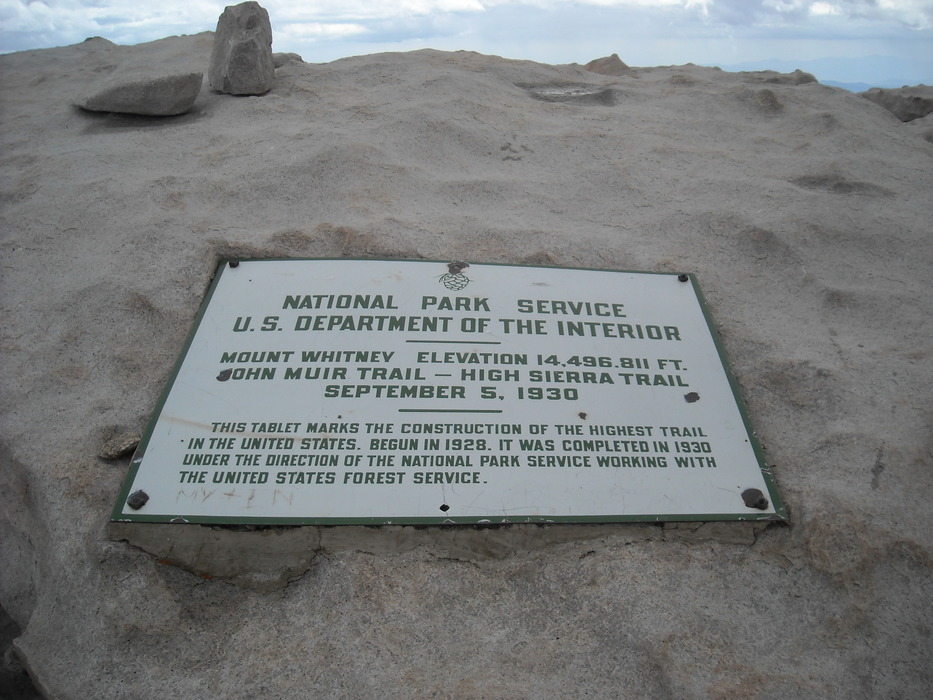 NATIONAL PARK SERVICE
U.S. DEPARTMENT OF THE INTERIOR
MOUNT WHITNEY ELEVATION 14,496.811 FT.
JOHN MUIR TRAIL — HIGH SIERRA TRAIL
SEPTEMBER 5, 1930
THIS TABLET MARKS THE CONSTRUCTION OF THE HIGHEST TRAIL
IN THE UNITED STATES. BEGUN IN 1928. IT WAS COMPLETED IN 1930
UNDER THE DIRECTION OF THE NATIONAL PARK SERVICE WORKING WITH
THE UNITED STATES FOREST SERVICE.